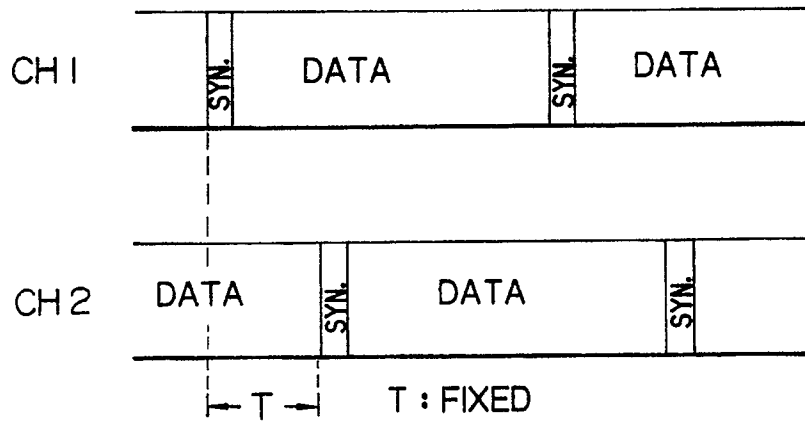 CH 1 SYN. DATA SYN. DATA
CH 2 DATA SYN. DATA SYN.
T T : FIXED